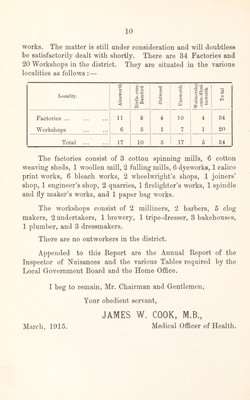 10
works. The matter is still under consideration and will doubtless
be satisfactorily dealt with shortly. There are 34 Factories and
20 Workshops in the district. They are situated in the various
localities as follows:—
Locality. Ainsworth Birtle-cum-Bamford Outwood Unsworth Walmersley-cum-Shuttleworth Total
Factories ... ... ... 11 5 4 10 4 34
Workshops ... ... 6 5 1 7 1 20
Total ... ... 17 10 5 17 5 54
The factories consist of 3 cotton spinning mills, 6 cotton
weaving sheds, 1 woollen mill, 2 fulling mills, 6 dyeworks, 1 calico
print works, 6 bleach works, 2 wheelwright's shops, 1 joiners'
shop, 1 engineer's shop, 2 quarries, 1 firelighter's works, 1 spindle
and fly maker's works, and 1 paper bag works.
The workshops consist of 2 milliners, 2 barbers, 5 clog
makers, 2 undertakers, 1 brewery, 1 tripe-dresser, 3 bakehouses,
1 plumber, and 3 dressmakers.
There are no outworkers in the district.
Appended to this Report are the Annual Report of the
Inspector of Nuisances and the various Tables required by the
Local Government Board and the Home Office.
I beg to remain, Mr. Chairman and Gentlemen,
Your obedient servant,
JAMES W. COOK, M.B.,
March, 1915. Medical Officer of Health.